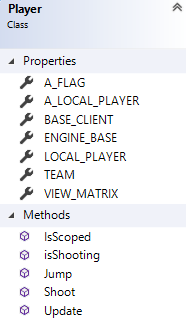 Player
Class
Properties
A_FLAG
A_LOCAL_PLAYER
BASE_CLIENT
ENGINE_BASE
LOCAL_PLAYER
TEAM
VIEW_MATRIX
Methods
IsScoped
isShooting
Jump
Shoot
Update